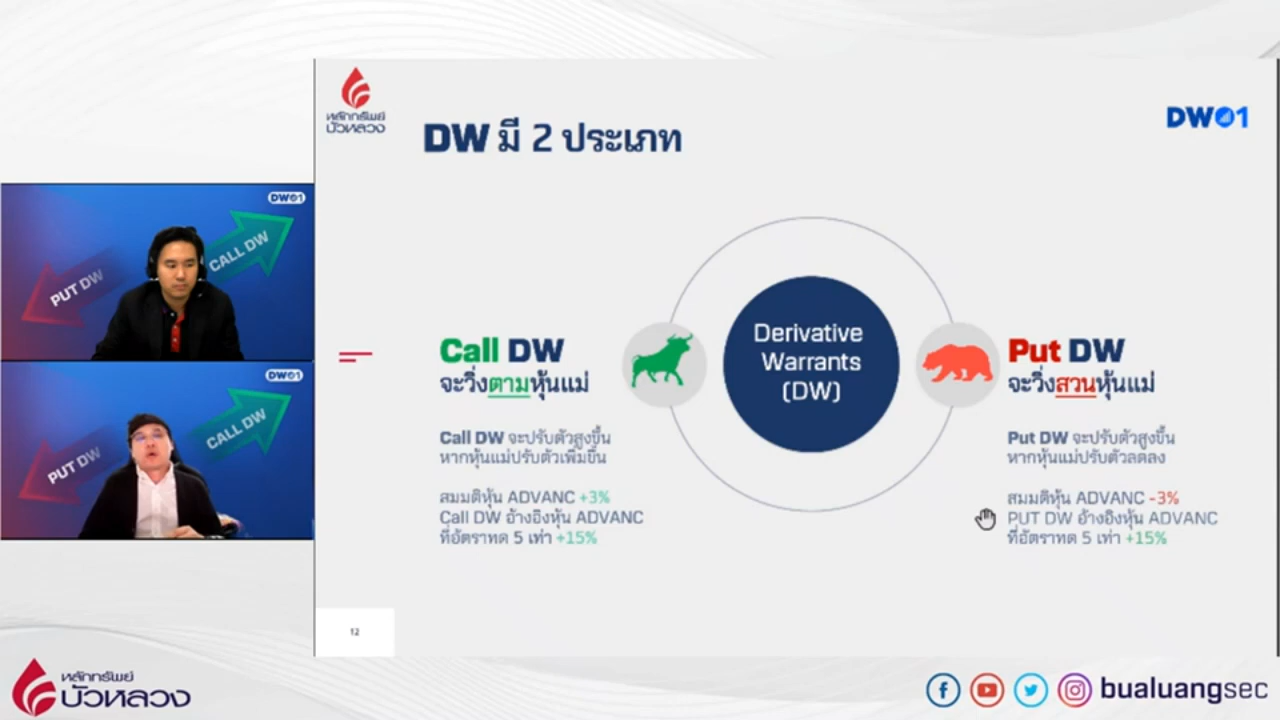 หลักทรัพย์
บัวหลวง
DW01
DW มี 2 ประเภท
DW01
CALL DW
PUT DW
DW01
CALL DW
PUT DW
Derivative
Warrants
(DW)
Call DW
จะวิ่งตามหุ้นแม่
Call DW จะปรับตัวสูงขึ้น
หากหุ้นแม่ปรับตัวเพิ่มขึ้น
สมมติหุ้น ADVANC +3%
Call DW อ้างอิงหุ้น ADVANC
ที่อัตราทด 5 เท่า +15%
Put DW
จะวิ่งสวนหุ้นแม่
Put DW จะปรับตัวสูงขึ้น
หากหุ้นแม่ปรับตัวลดลง
สมมติหุ้น ADVANC -3%
PUT DW อ้างอิงหุ้น ADVANC
ที่อัตราทด 5 เท่า +15%
12
หลักทรัพย์
บัวหลวง
bualuangsec